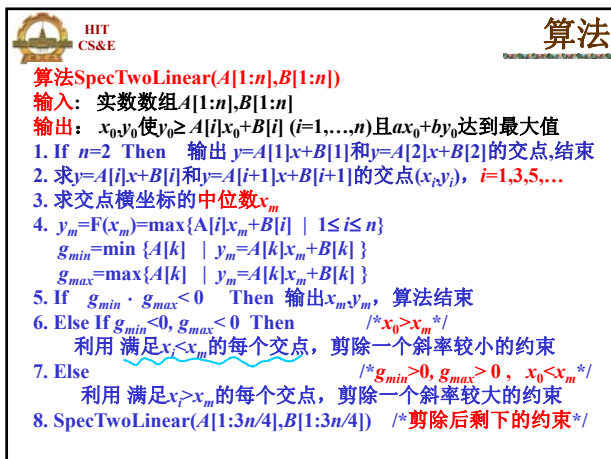 HIT
CS&E
算法
算法SpecTwoLinear(A[1:n],B[1:n])
输入: 实数数组A[1:n],B[1:n]
输出: x₀,y₀使y₀≥ A[i]x₀+B[i] (i=1,…,n)且ax₀+by₀达到最大值
1. If n=2 Then 输出 y=A[1]x+B[1]和y=A[2]x+B[2]的交点,结束
2. 求y=A[i]x+B[i]和y=A[i+1]x+B[i+1]的交点(xᵢ,yᵢ), i=1,3,5,…
3. 求交点横坐标的中位数xₘ
4. yₘ=F(xₘ)=max{A[i]xₘ+B[i] | 1≤ i≤ n}
g_min=min {A[k] | yₘ=A[k]xₘ+B[k] }
g_max=max{A[k] | yₘ=A[k]xₘ+B[k] }
5. If g_min · g_max< 0 Then 输出xₘ,yₘ, 算法结束
6. Else If g_min<0, g_max< 0 Then /*x₀>xₘ*/
利用 满足xᵢ<xₘ的每个交点, 剪除一个斜率较小的约束
7. Else /*g_min>0, g_max> 0 , x₀<xₘ*/
利用 满足xᵢ>xₘ的每个交点, 剪除一个斜率较大的约束
8. SpecTwoLinear(A[1:3n/4],B[1:3n/4]) /*剪除后剩下的约束*/